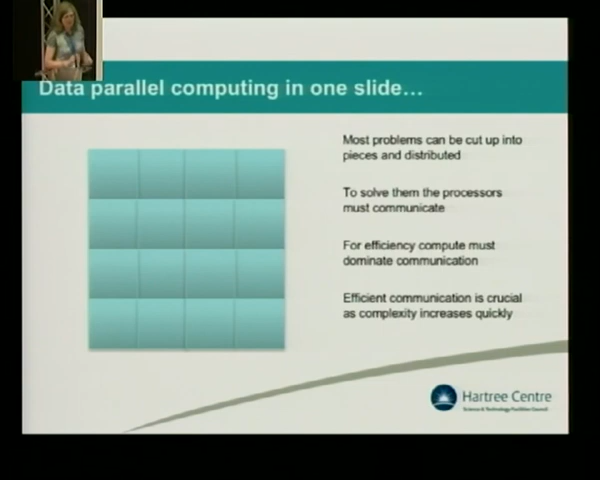 Data parallel computing in one slide…
Most problems can be cut up into
pieces and distributed
To solve them the processors
must communicate
For efficiency compute must
dominate communication
Efficient communication is crucial
as complexity increases quickly
Hartree Centre
Science & Technology Facilities Council